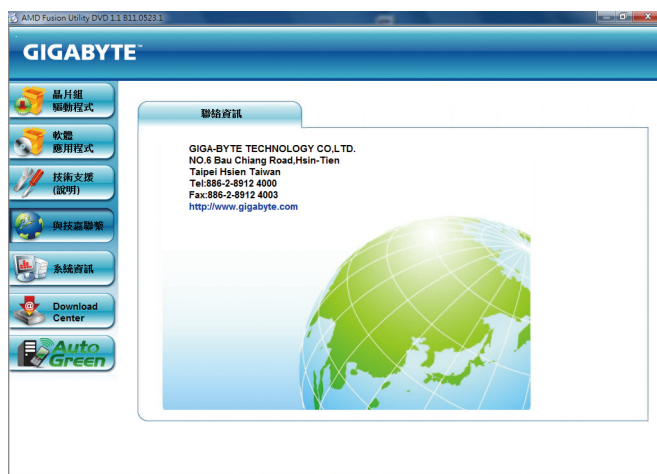 AMD Fusion Utility DVD 1.1 B11.0523.1
GIGABYTE™
晶片組
驅動程式
軟體
應用程式
技術支援
(說明)
與技嘉聯繫
系統資訊
Download
Center
Auto
Green
聯絡資訊
GIGA-BYTE TECHNOLOGY CO,LTD.
NO.6 Bau Chiang Road,Hsin-Tien
Taipei Hsien Taiwan
Tel:886-2-8912 4000
Fax:886-2-8912 4003
http://www.gigabyte.com